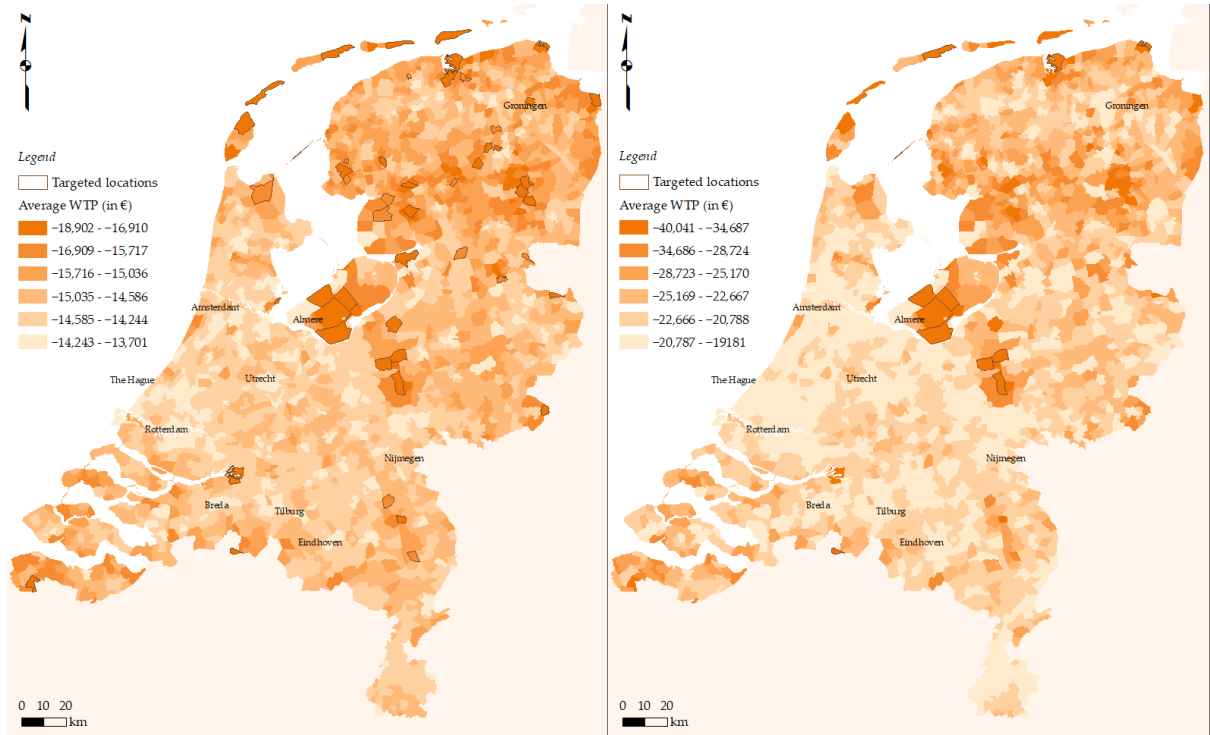 N
Legend
Targeted locations
Average WTP (in €)
−18,902 - −16,910
−16,909 - −15,717
−15,716 - −15,036
−15,035 - −14,586
−14,585 - −14,244
−14,243 - −13,701
Groningen
Amsterdam
Almere
The Hague
Utrecht
Rotterdam
Nijmegen
Breda
Tilburg
Eindhoven
0 10 20
km
N
Legend
Targeted locations
Average WTP (in €)
−40,041 - −34,687
−34,686 - −28,724
−28,723 - −25,170
−25,169 - −22,667
−22,666 - −20,788
−20,787 - −19181
Groningen
Amsterdam
Almere
The Hague
Utrecht
Rotterdam
Nijmegen
Breda
Tilburg
Eindhoven
0 10 20
km